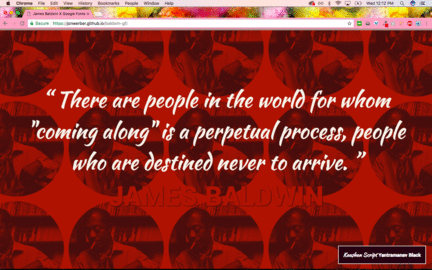 Chrome File Edit View History Bookmarks People Window Help
Wed 12:12 PM
James Baldwin & Google Fonts
Secure https://jonwerber.github.io/baldwin-gf/
“ There are people in the world for whom
"coming along" is a perpetual process, people
who are destined never to arrive. ”
JAMES BALDWIN
Kaushan Script Yantramanav Black